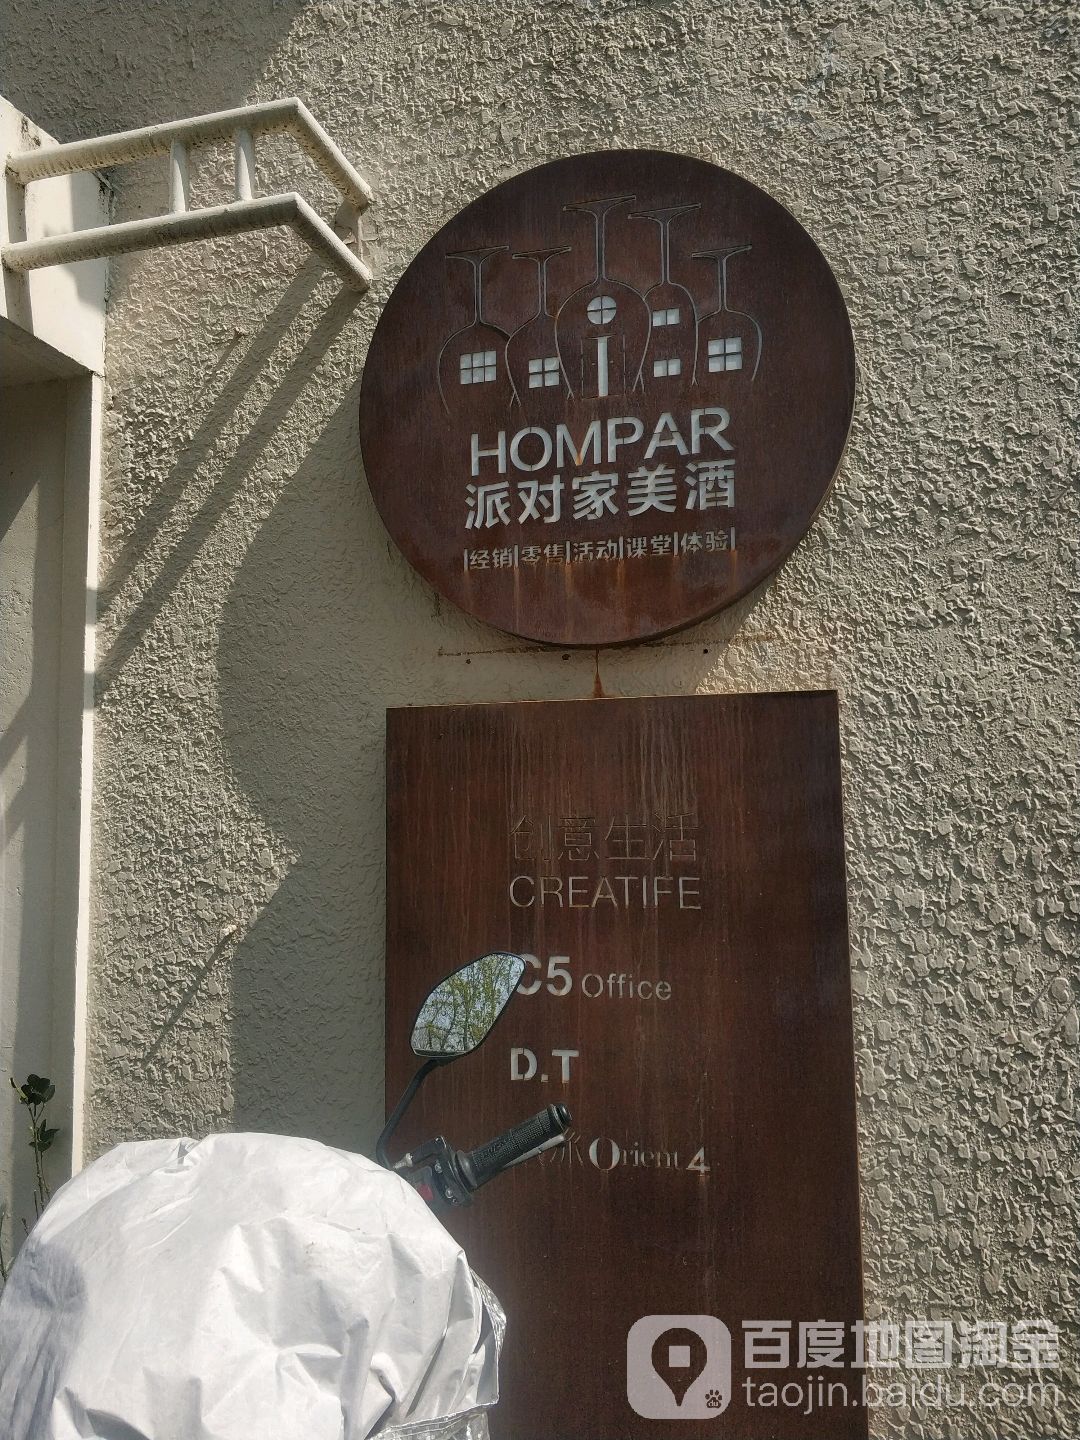 HOMPAR
派对家美酒
|经销|零售|活动|课堂|体验|
创意生活
CREATIFE
C5 Office
D.T
Orient 4
百度地图淘金
taojin.baidu.com